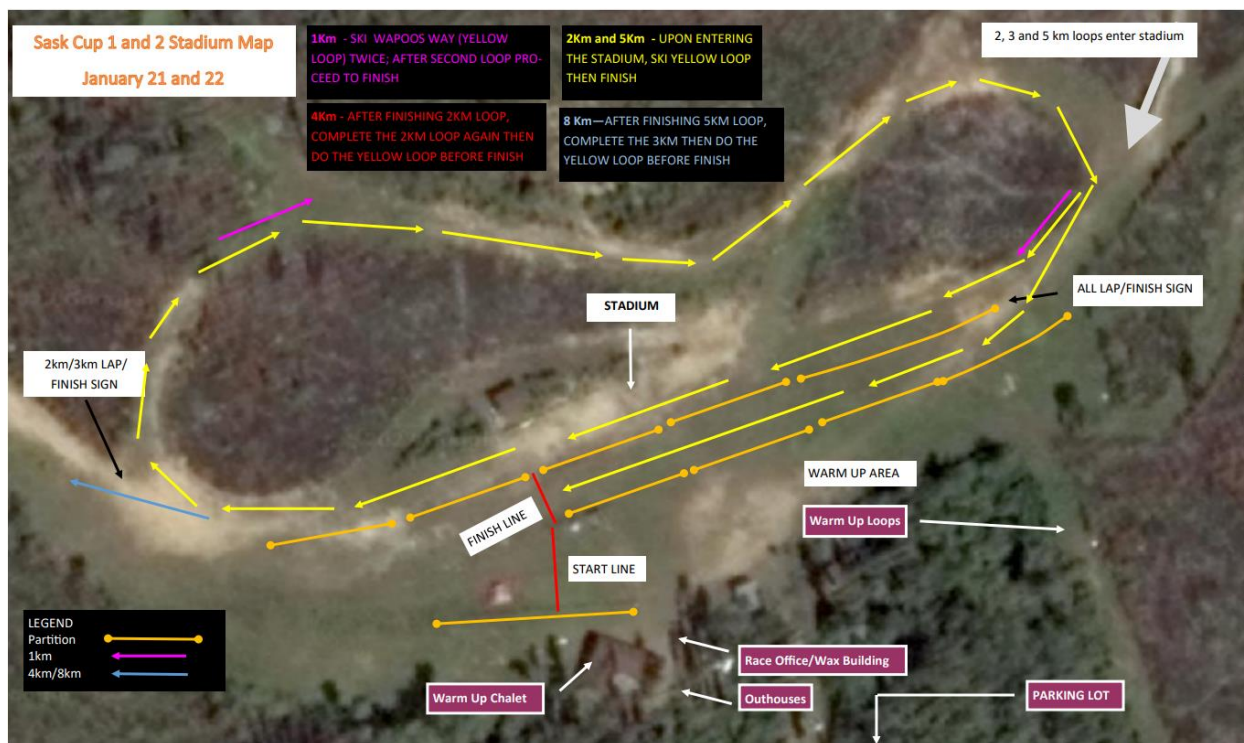 Sask Cup 1 and 2 Stadium Map
January 21 and 22
1Km - SKI WAPOOS WAY (YELLOW
LOOP) TWICE; AFTER SECOND LOOP PRO-
CEED TO FINISH
2Km and 5Km - UPON ENTERING
THE STADIUM, SKI YELLOW LOOP
THEN FINISH
4Km - AFTER FINISHING 2KM LOOP,
COMPLETE THE 2KM LOOP AGAIN THEN
DO THE YELLOW LOOP BEFORE FINISH
8 Km—AFTER FINISHING 5KM LOOP,
COMPLETE THE 3KM THEN DO THE
YELLOW LOOP BEFORE FINISH
2, 3 and 5 km loops enter stadium
ALL LAP/FINISH SIGN
STADIUM
2km/3km LAP/
FINISH SIGN
WARM UP AREA
Warm Up Loops
FINISH LINE
START LINE
LEGEND
Partition
1km
4km/8km
Race Office/Wax Building
Warm Up Chalet
Outhouses
PARKING LOT